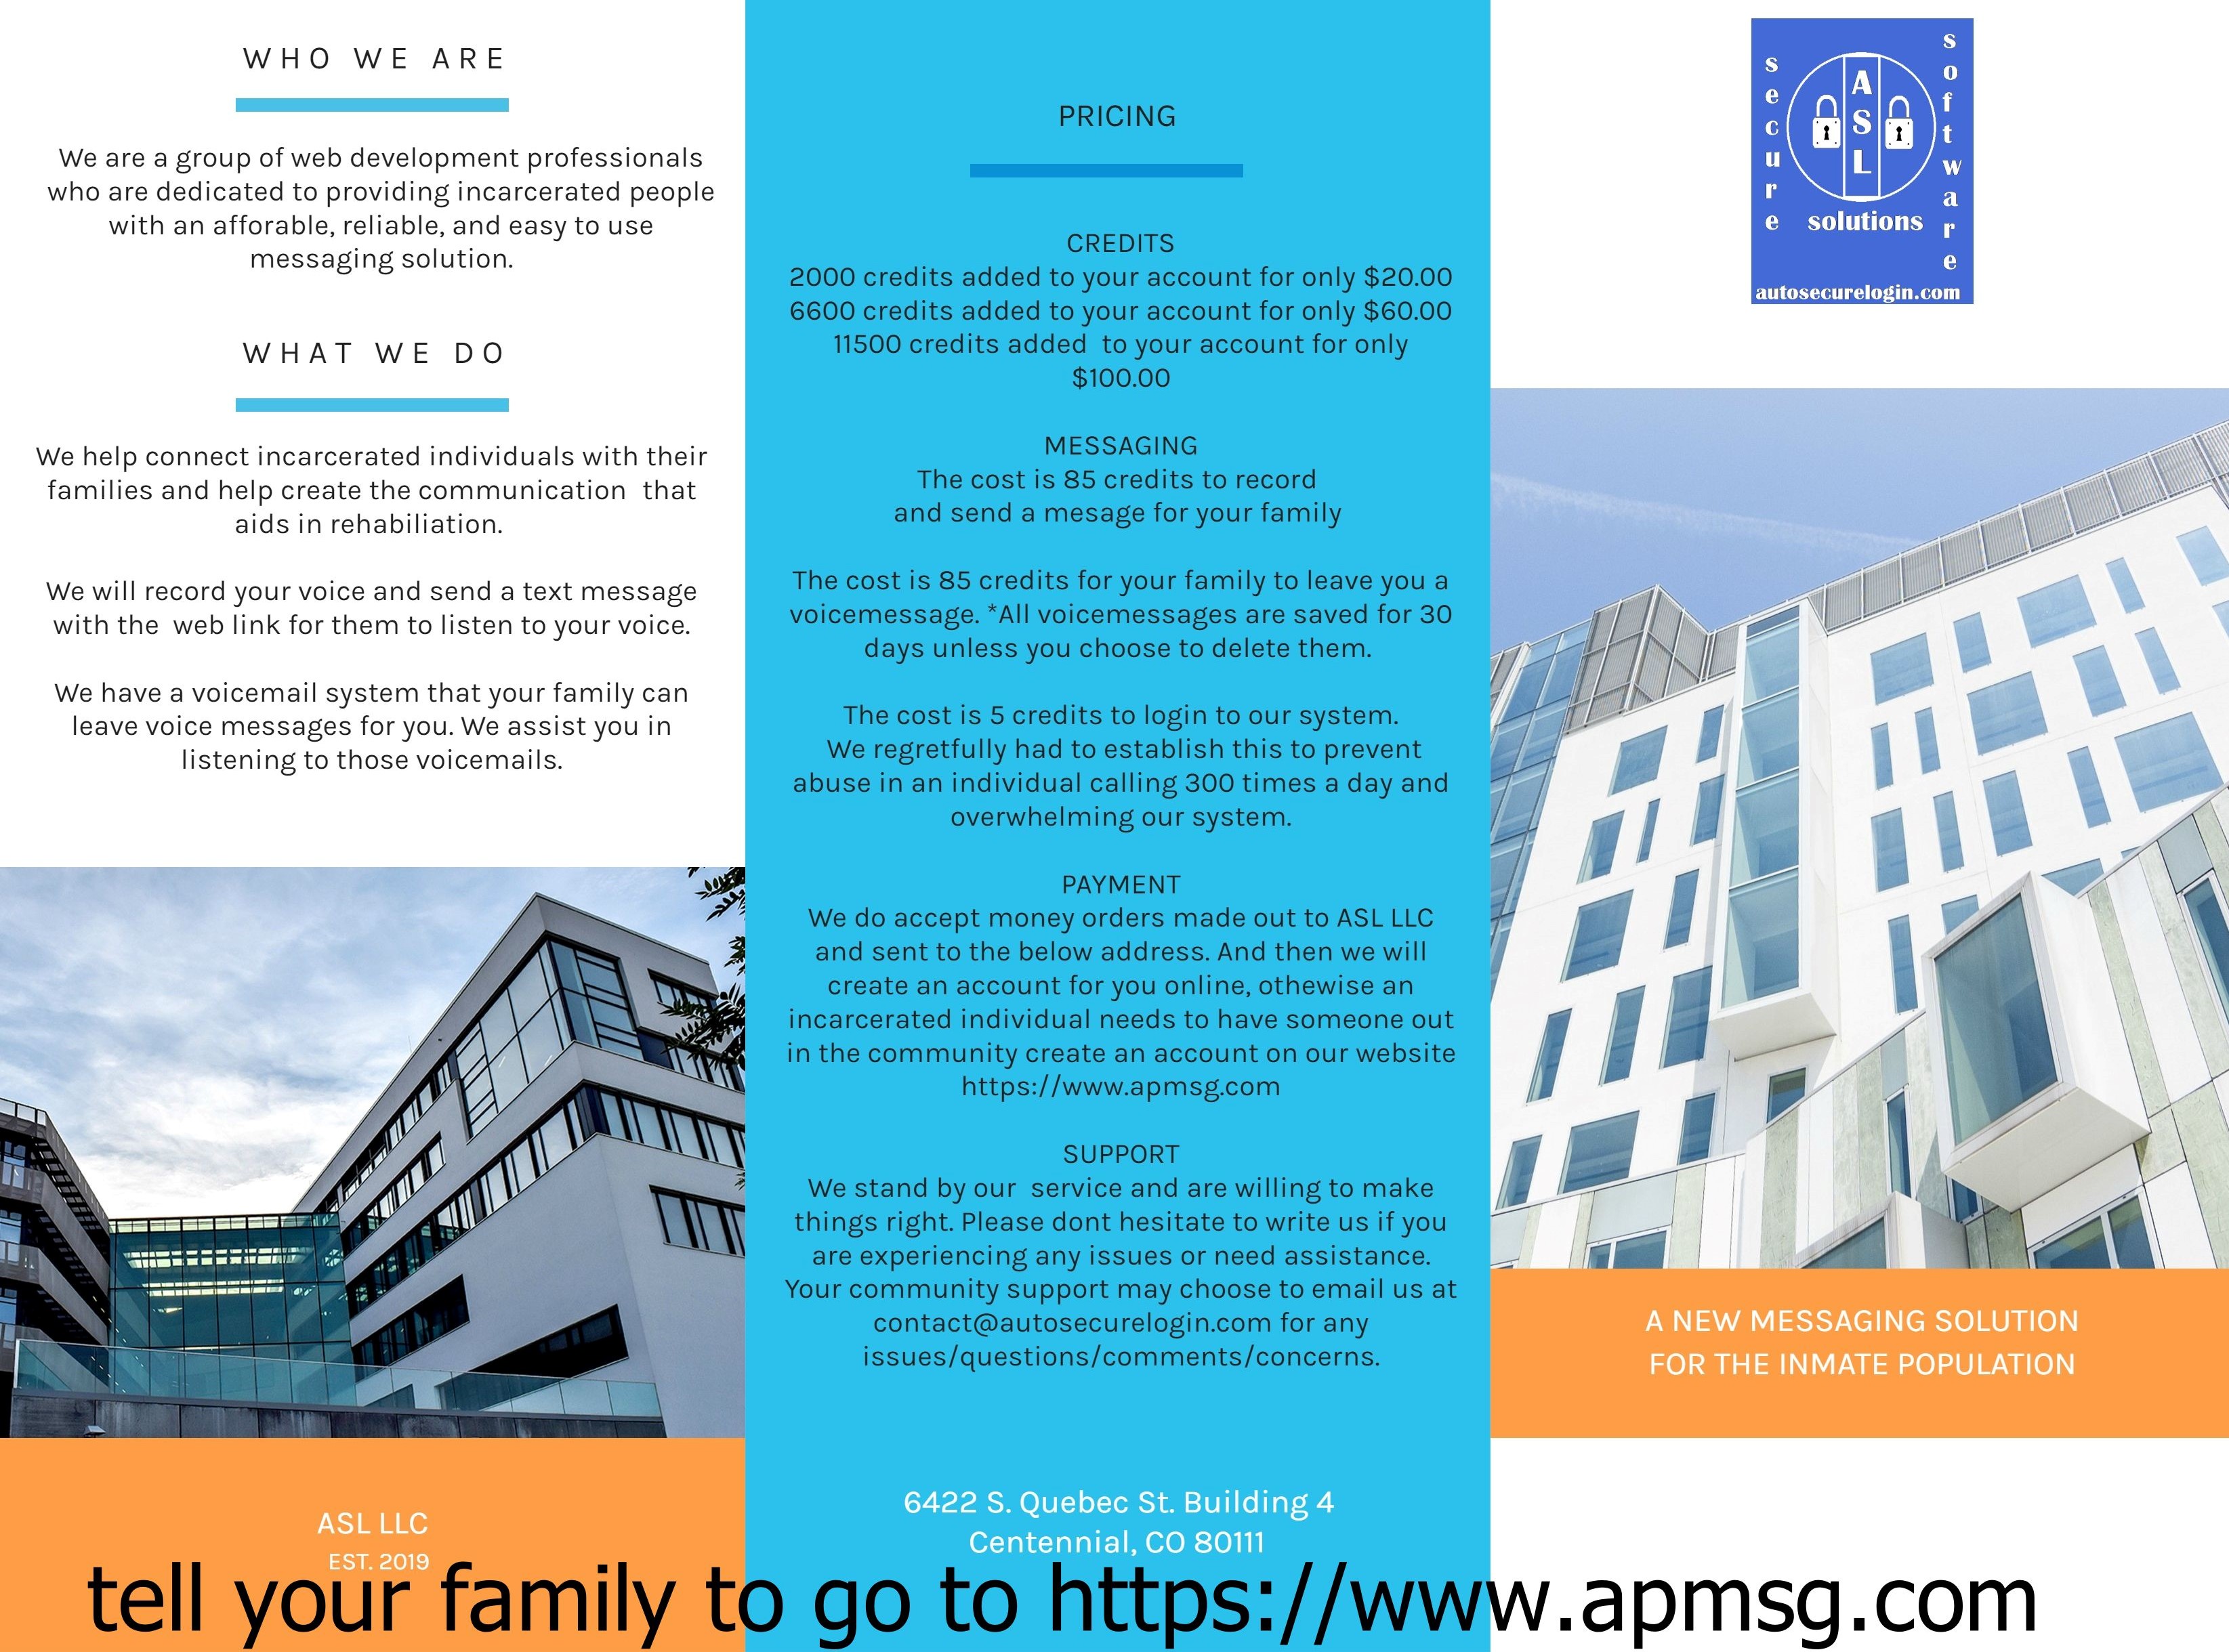 WHO WE ARE
We are a group of web development professionals
who are dedicated to providing incarcerated people
with an afforable, reliable, and easy to use
messaging solution.
WHAT WE DO
We help connect incarcerated individuals with their
families and help create the communication that
aids in rehabiliation.
We will record your voice and send a text message
with the web link for them to listen to your voice.
We have a voicemail system that your family can
leave voice messages for you. We assist you in
listening to those voicemails.
ASL LLC
EST. 2019
PRICING
CREDITS
2000 credits added to your account for only $20.00
6600 credits added to your account for only $60.00
11500 credits added to your account for only
$100.00
MESSAGING
The cost is 85 credits to record
and send a mesage for your family
The cost is 85 credits for your family to leave you a
voicemessage. *All voicemessages are saved for 30
days unless you choose to delete them.
The cost is 5 credits to login to our system.
We regretfully had to establish this to prevent
abuse in an individual calling 300 times a day and
overwhelming our system.
PAYMENT
We do accept money orders made out to ASL LLC
and sent to the below address. And then we will
create an account for you online, othewise an
incarcerated individual needs to have someone out
in the community create an account on our website
https://www.apmsg.com
SUPPORT
We stand by our service and are willing to make
things right. Please dont hesitate to write us if you
are experiencing any issues or need assistance.
Your community support may choose to email us at
contact@autosecurelogin.com for any
issues/questions/comments/concerns.
6422 S. Quebec St. Building 4
Centennial, CO 80111
secure
ASL
software
solutions
autosecurelogin.com
A NEW MESSAGING SOLUTION
FOR THE INMATE POPULATION
tell your family to go to https://www.apmsg.com